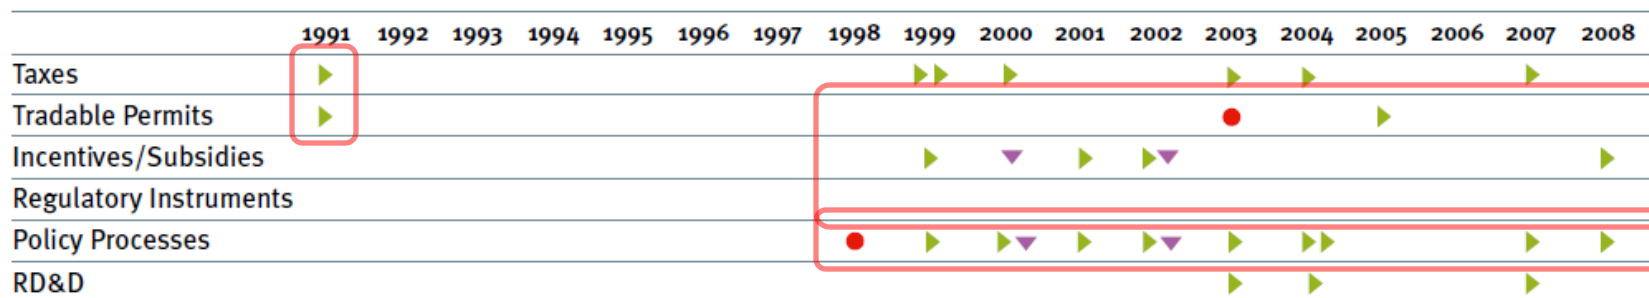 1991 1992 1993 1994 1995 1996 1997 1998 1999 2000 2001 2002 2003 2004 2005 2006 2007 2008
Taxes
Tradable Permits
Incentives/Subsidies
Regulatory Instruments
Policy Processes
RD&D